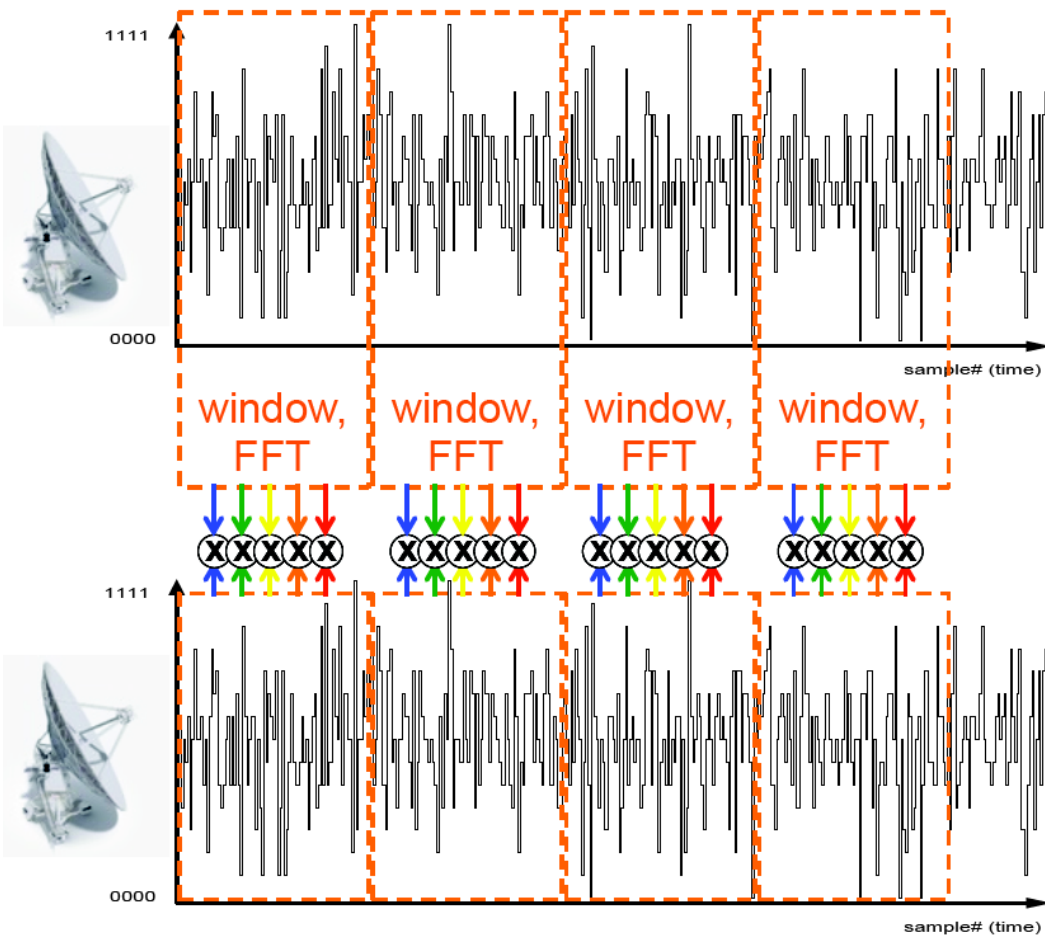 1111
0000
sample# (time)
window, window, window, window,
FFT FFT FFT FFT
X X X X X X X X X X X X X X X X X X X X
1111
0000
sample# (time)